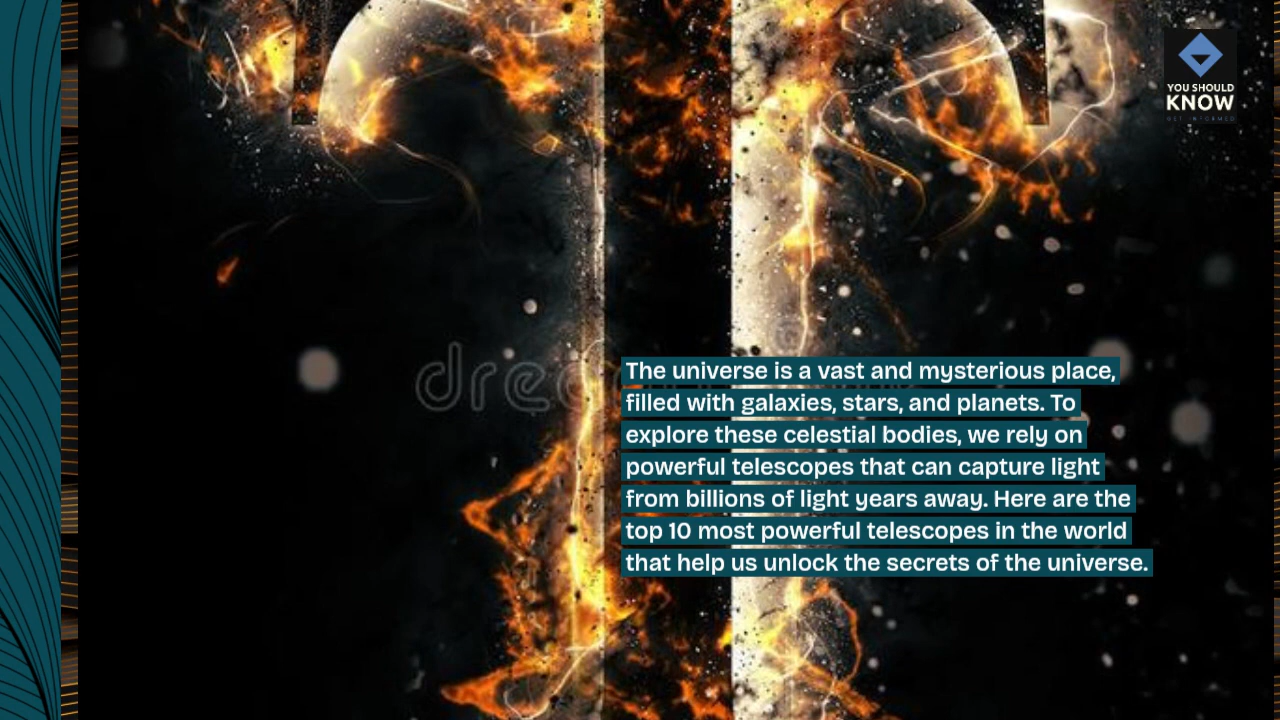 YOU SHOULD
KNOW
GET INFORMED
The universe is a vast and mysterious place,
filled with galaxies, stars, and planets. To
explore these celestial bodies, we rely on
powerful telescopes that can capture light
from billions of light years away. Here are the
top 10 most powerful telescopes in the world
that help us unlock the secrets of the universe.